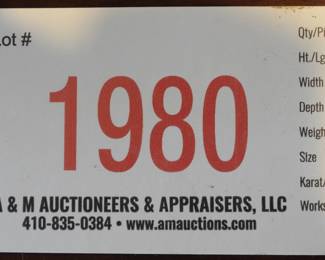 Lot #
1980
A & M AUCTIONEERS & APPRAISERS, LLC
410-835-0384 • www.amauctions.com
Qty/
Ht./Lg
Width
Depth
Weigh
SIze
Karat/
Works